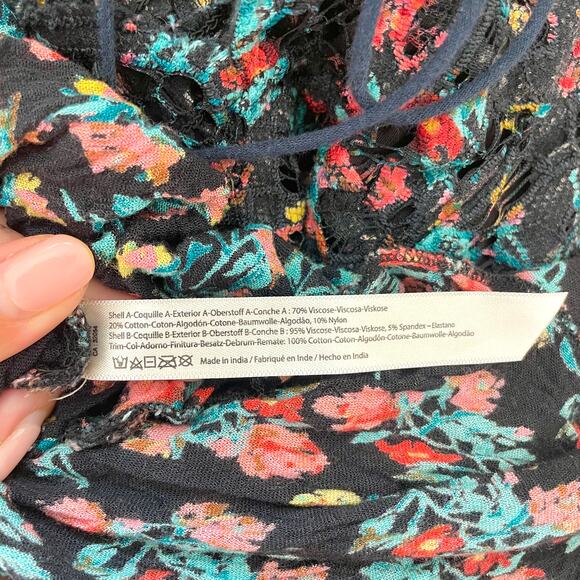 Shell A-Coquille A-Exterior A-Oberstoff A-Conche A : 70% Viscose-Viscosa-Viskose
20% Cotton-Coton-Algodón-Cotone-Baumwolle-Algodão, 10% Nylon
Shell B-Coquille B-Exterior B-Oberstoff B-Conche B : 95% Viscose-Viscosa-Viskose, 5% Spandex – Elastano
Trim-Col-Adorno-Finitura-Besatz-Debrum-Remate: 100% Cotton-Coton-Algodón-Cotone-Baumwolle-Algodão
Made in india / Fabriqué en Inde / Hecho en India